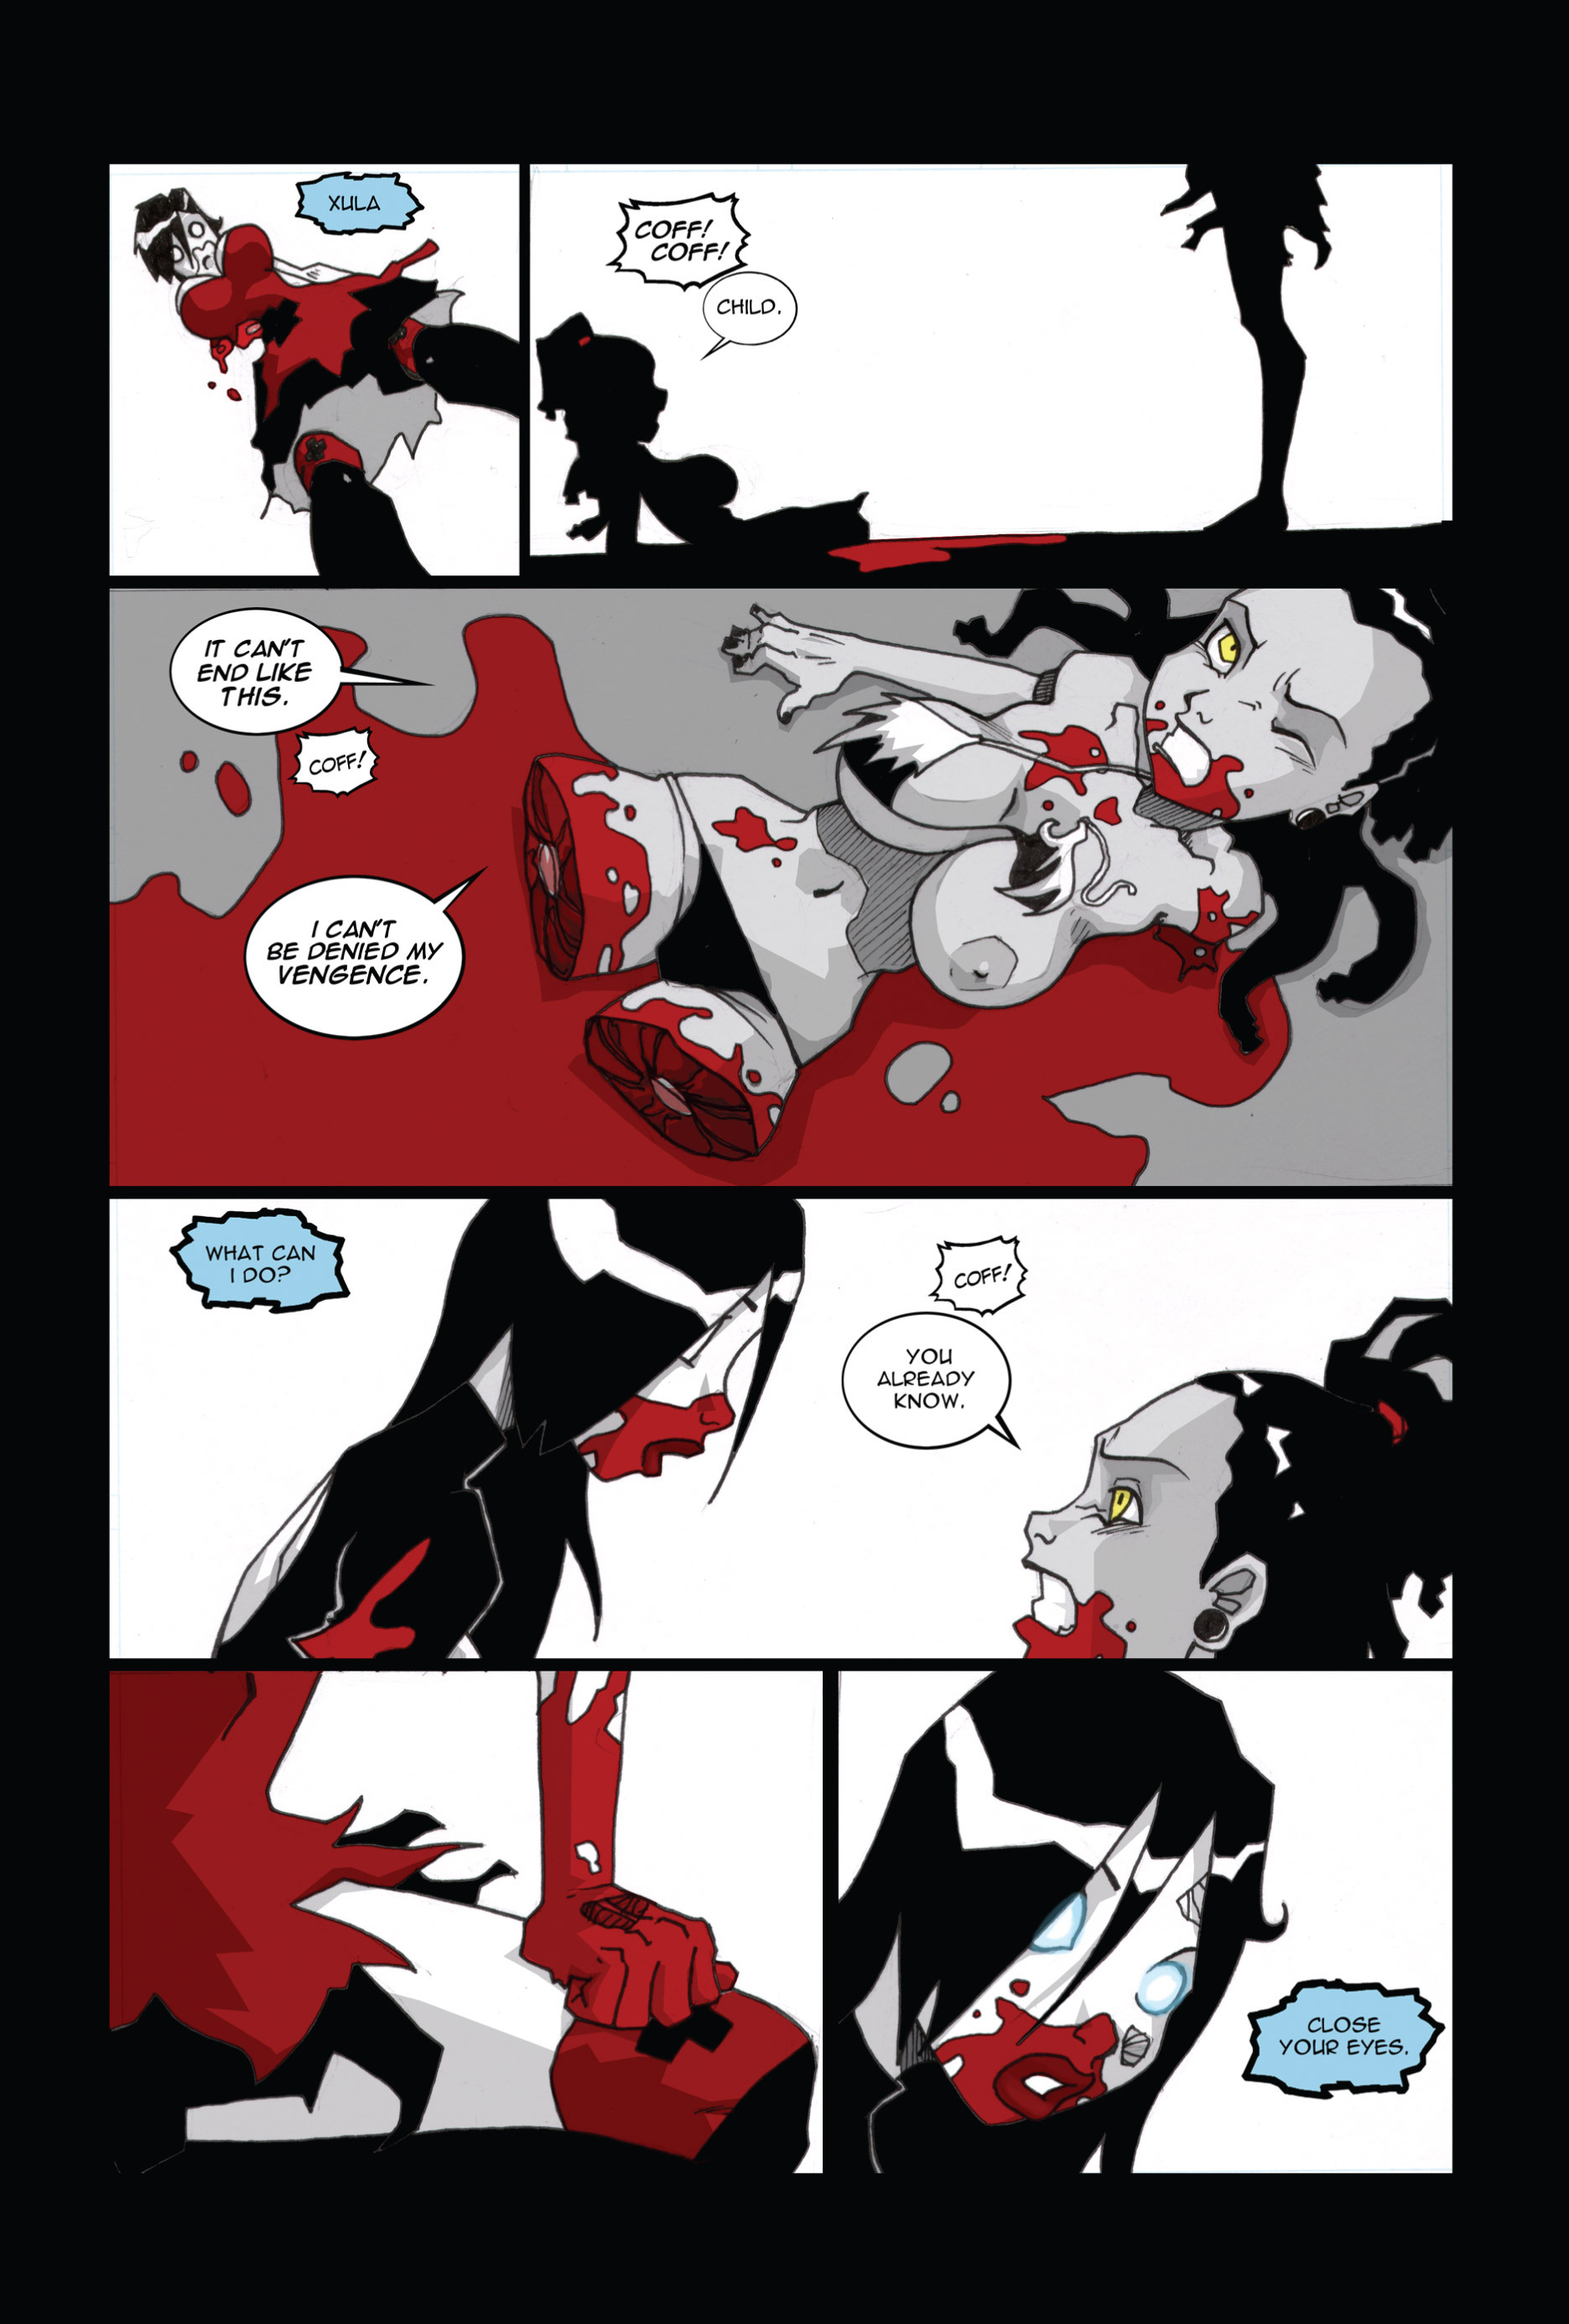 XULA
COFF!
COFF!
CHILD.
IT CAN'T
END LIKE
THIS.
COFF!
I CAN'T
BE DENIED MY
VENGENCE.
WHAT CAN
I DO?
COFF!
YOU
ALREADY
KNOW.
CLOSE
YOUR EYES.